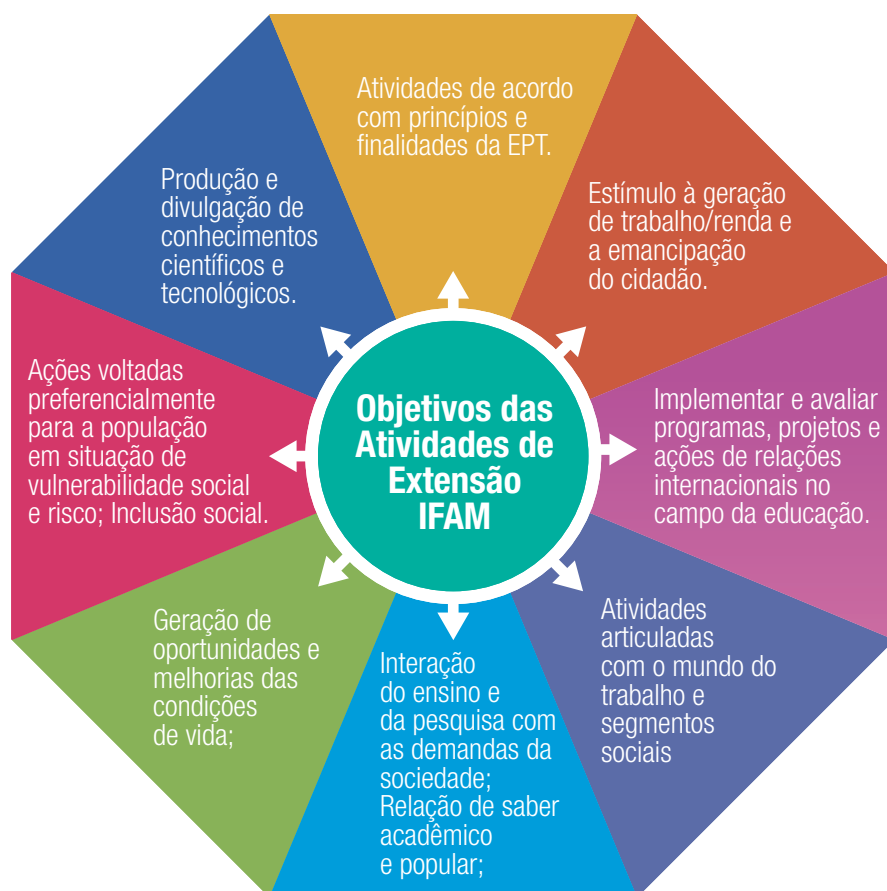 Atividades de acordo
com princípios e
finalidades da EPT.
Estímulo à geração
de trabalho/renda e
a emancipação
do cidadão.
Implementar e avaliar
programas, projetos e
ações de relações
internacionais no
campo da educação.
Atividades
articuladas
com o mundo do
trabalho e
segmentos
sociais
Interação
do ensino e
da pesquisa com
as demandas da
sociedade;
Relação de saber
acadêmico
e popular;
Geração de
oportunidades e
melhorias das
condições
de vida;
Ações voltadas
preferencialmente
para a população
em situação de
vulnerabilidade social
e risco; Inclusão social.
Produção e
divulgação de
conhecimentos
científicos e
tecnológicos.
Objetivos das
Atividades de
Extensão
IFAM